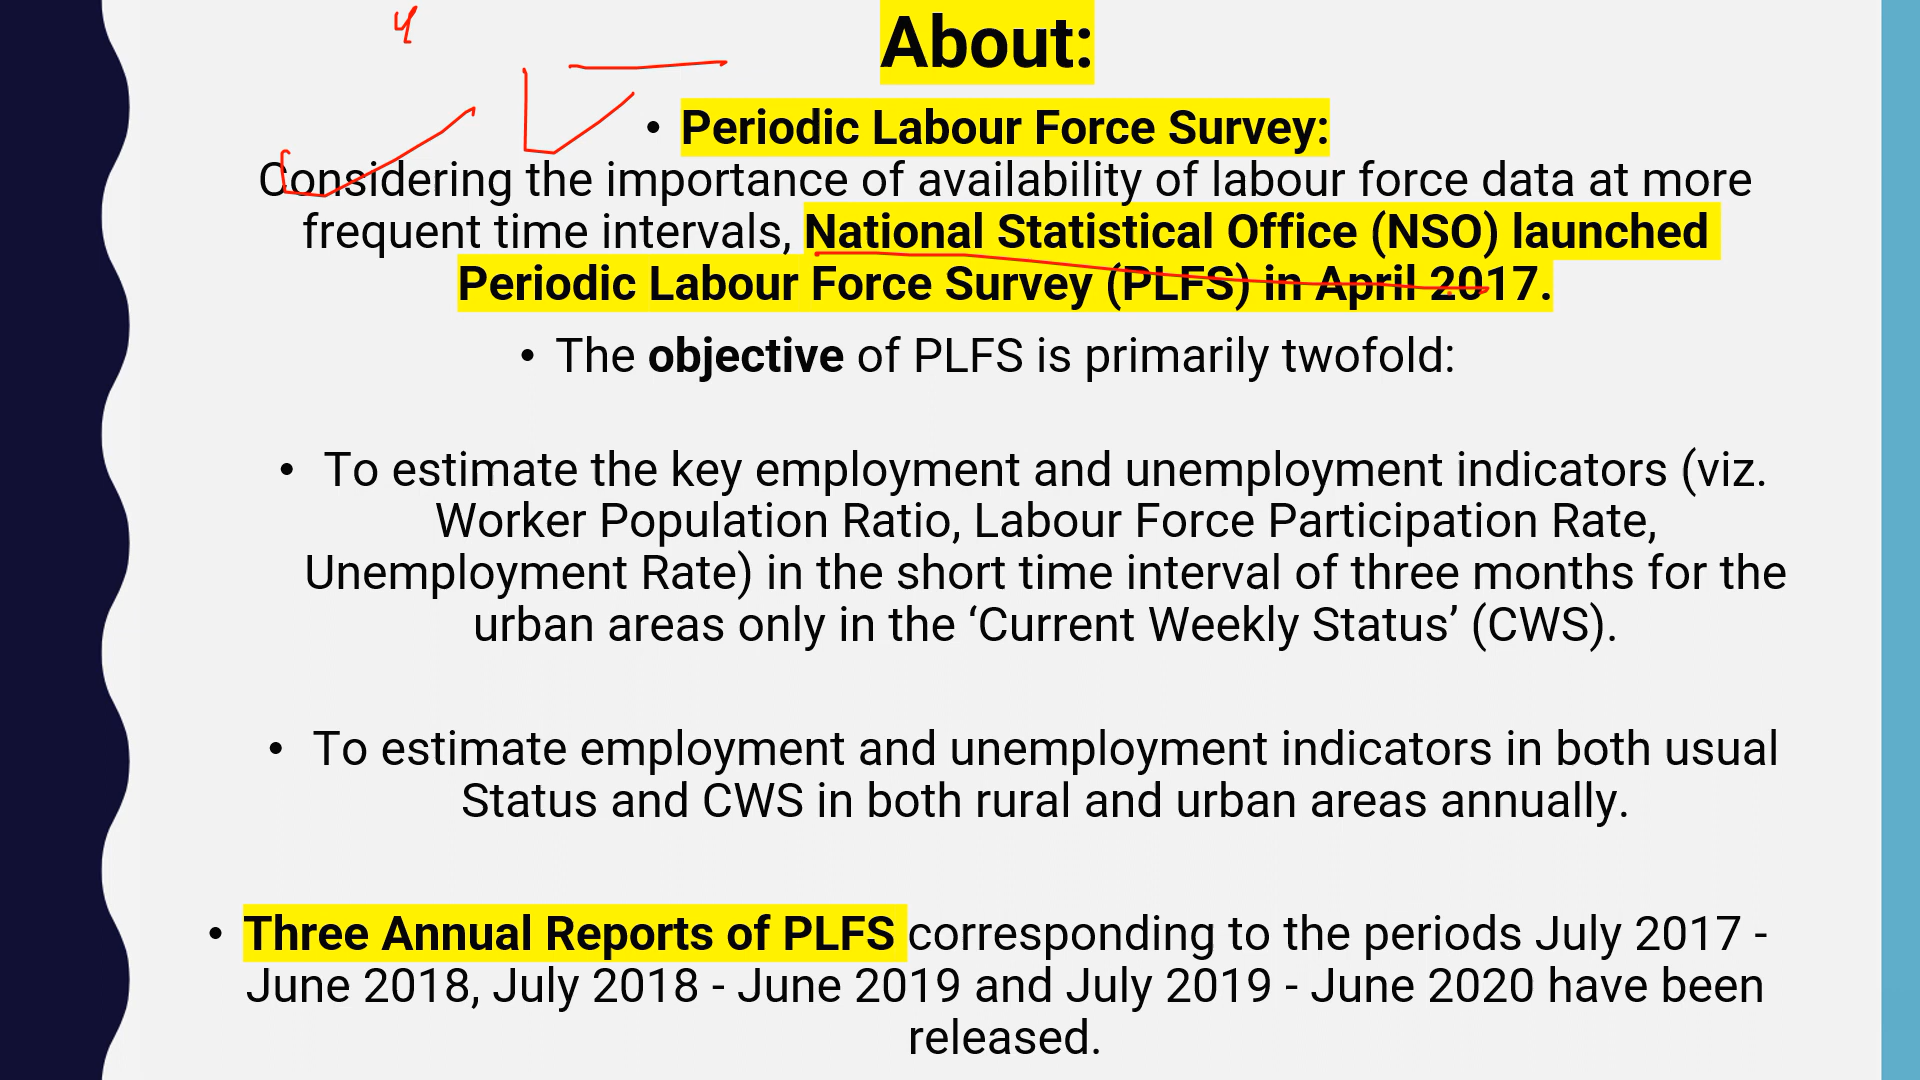 4
About:
• Periodic Labour Force Survey:
Considering the importance of availability of labour force data at more
frequent time intervals, National Statistical Office (NSO) launched
Periodic Labour Force Survey (PLFS) in April 2017.
• The objective of PLFS is primarily twofold:
• To estimate the key employment and unemployment indicators (viz.
Worker Population Ratio, Labour Force Participation Rate,
Unemployment Rate) in the short time interval of three months for the
urban areas only in the ‘Current Weekly Status’ (CWS).
• To estimate employment and unemployment indicators in both usual
Status and CWS in both rural and urban areas annually.
• Three Annual Reports of PLFS corresponding to the periods July 2017 -
June 2018, July 2018 - June 2019 and July 2019 - June 2020 have been
released.